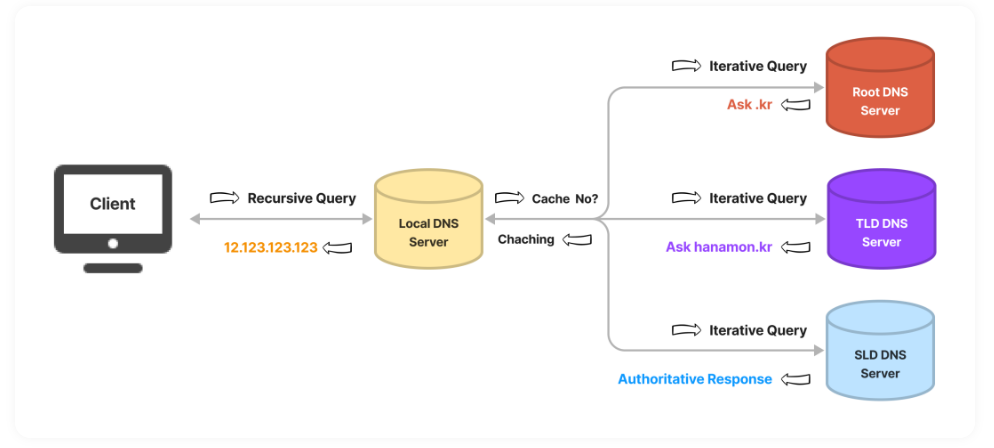 Client
Recursive Query
12.123.123.123
Local DNS
Server
Cache No?
Chaching
Iterative Query
Ask .kr
Root DNS
Server
Iterative Query
Ask hanamon.kr
TLD DNS
Server
Iterative Query
Authoritative Response
SLD DNS
Server